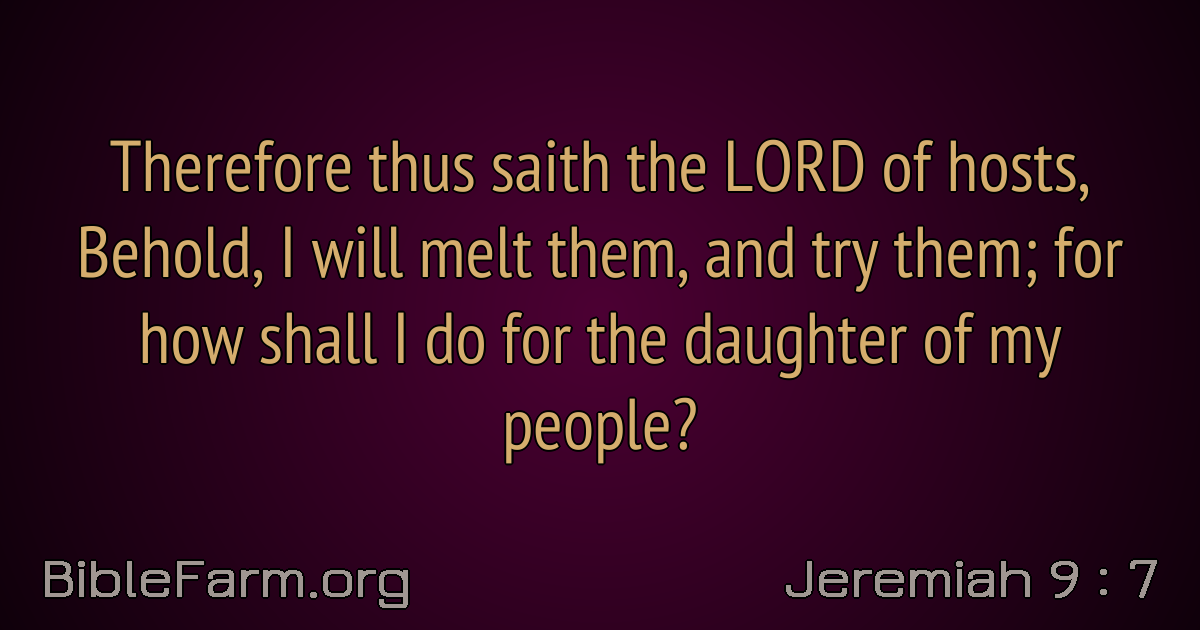 Therefore thus saith the LORD of hosts,
Behold, I will melt them, and try them; for
how shall I do for the daughter of my
people?
BibleFarm.org
Jeremiah 9 : 7